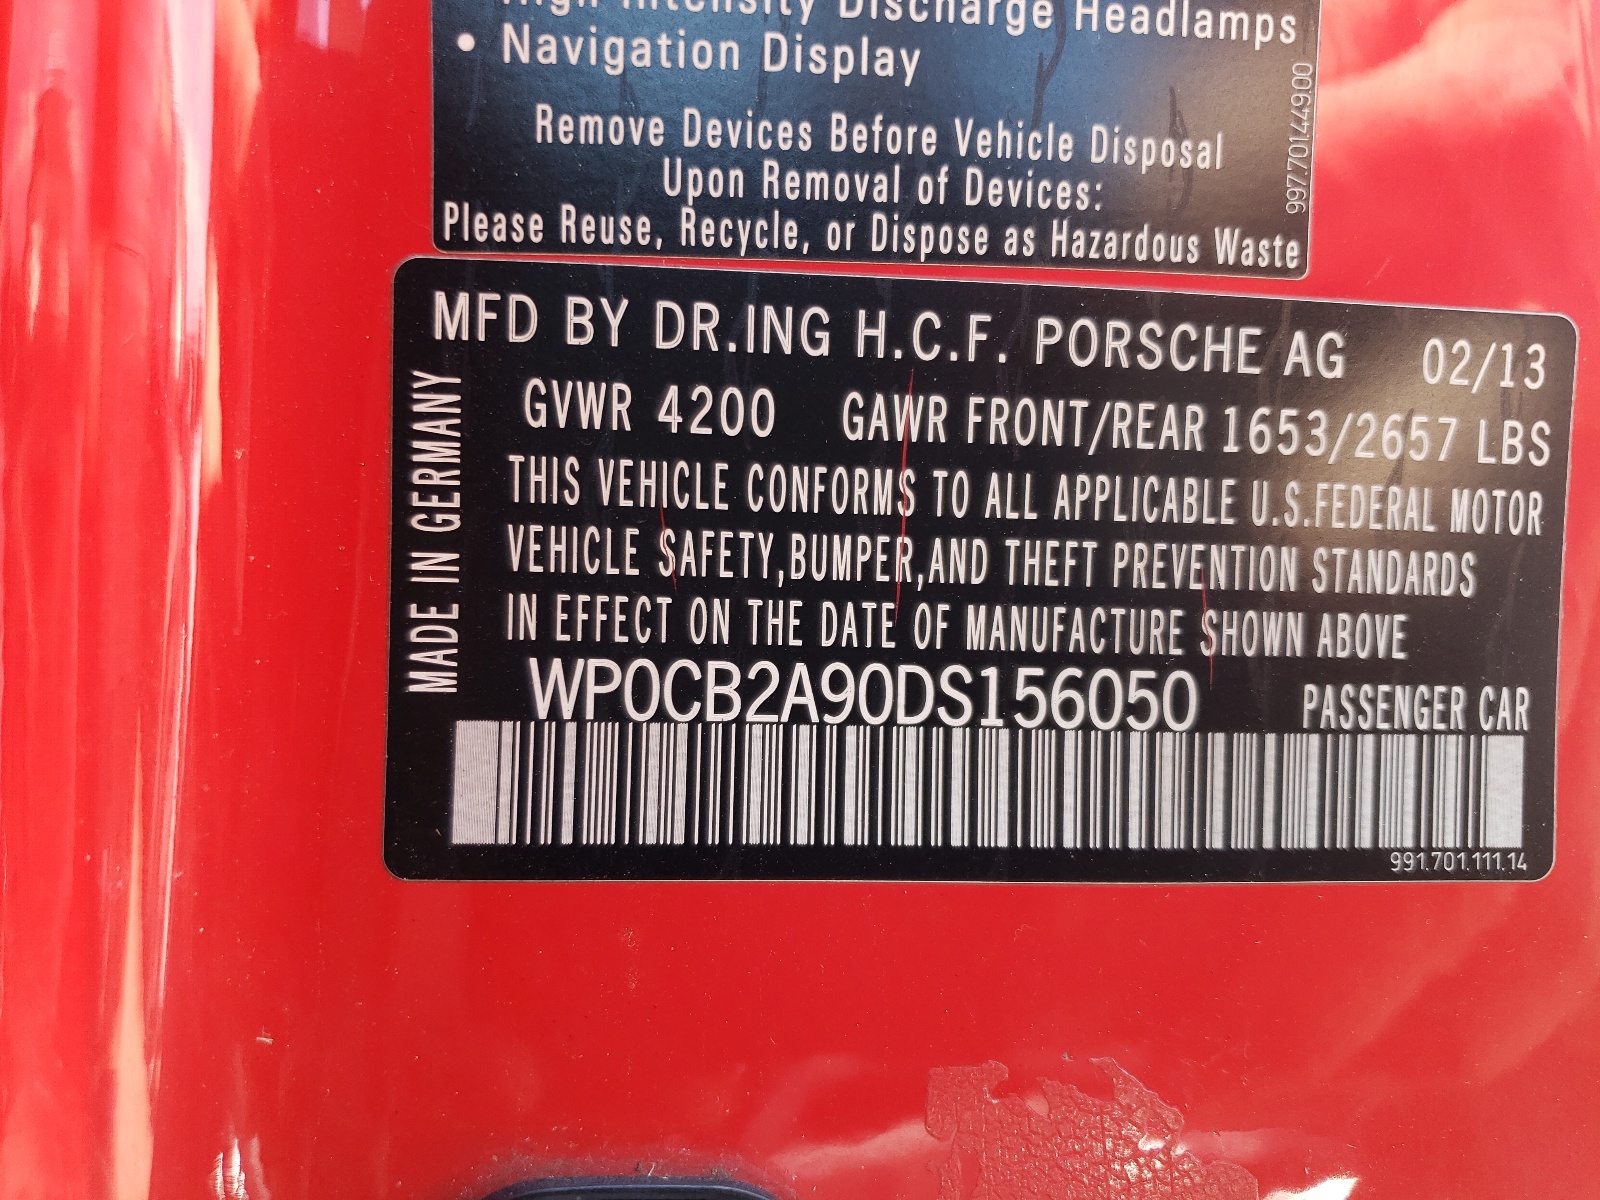 High Intensity Discharge Headlamps
• Navigation Display
Remove Devices Before Vehicle Disposal
Upon Removal of Devices:
Please Reuse, Recycle, or Dispose as Hazardous Waste
997.701.449.00
MFD BY DR.ING H.C.F. PORSCHE AG 02/13
GVWR 4200 GAWR FRONT/REAR 1653/2657 LBS
THIS VEHICLE CONFORMS TO ALL APPLICABLE U.S.FEDERAL MOTOR
VEHICLE SAFETY,BUMPER,AND THEFT PREVENTION STANDARDS
IN EFFECT ON THE DATE OF MANUFACTURE SHOWN ABOVE
WP0CB2A90DS156050 PASSENGER CAR
MADE IN GERMANY
991.701.111.14